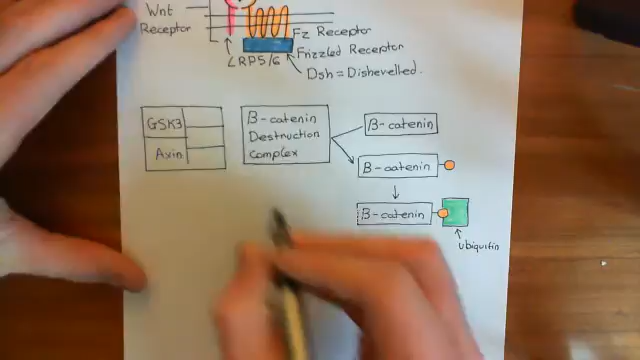 Wnt
Receptor
Fz Receptor
Frizzled Receptor
LRP5/6
Dsh = Dishevelled.
GSK3
Axin
β-catenin
Destruction
Complex
β-catenin
β-catenin
β-catenin
ubiquitin